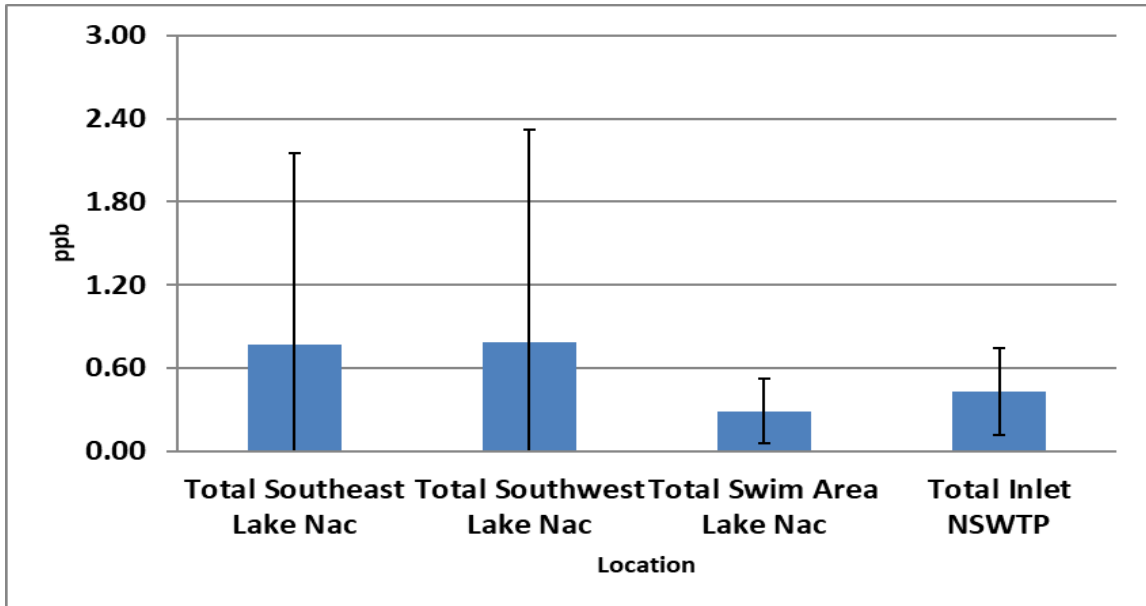 3.00
2.40
1.80
1.20
0.60
0.00
ppb
Total Southeast
Lake Nac
Total Southwest
Lake Nac
Total Swim Area
Lake Nac
Total Inlet
NSWTP
Location